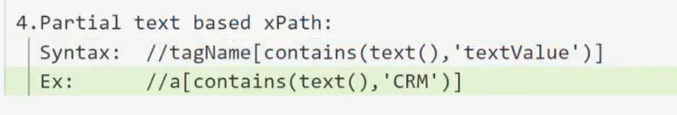 4.Partial text based xPath:
Syntax: //tagName[contains(text(),'textValue')]
Ex: //a[contains(text(),'CRM')]